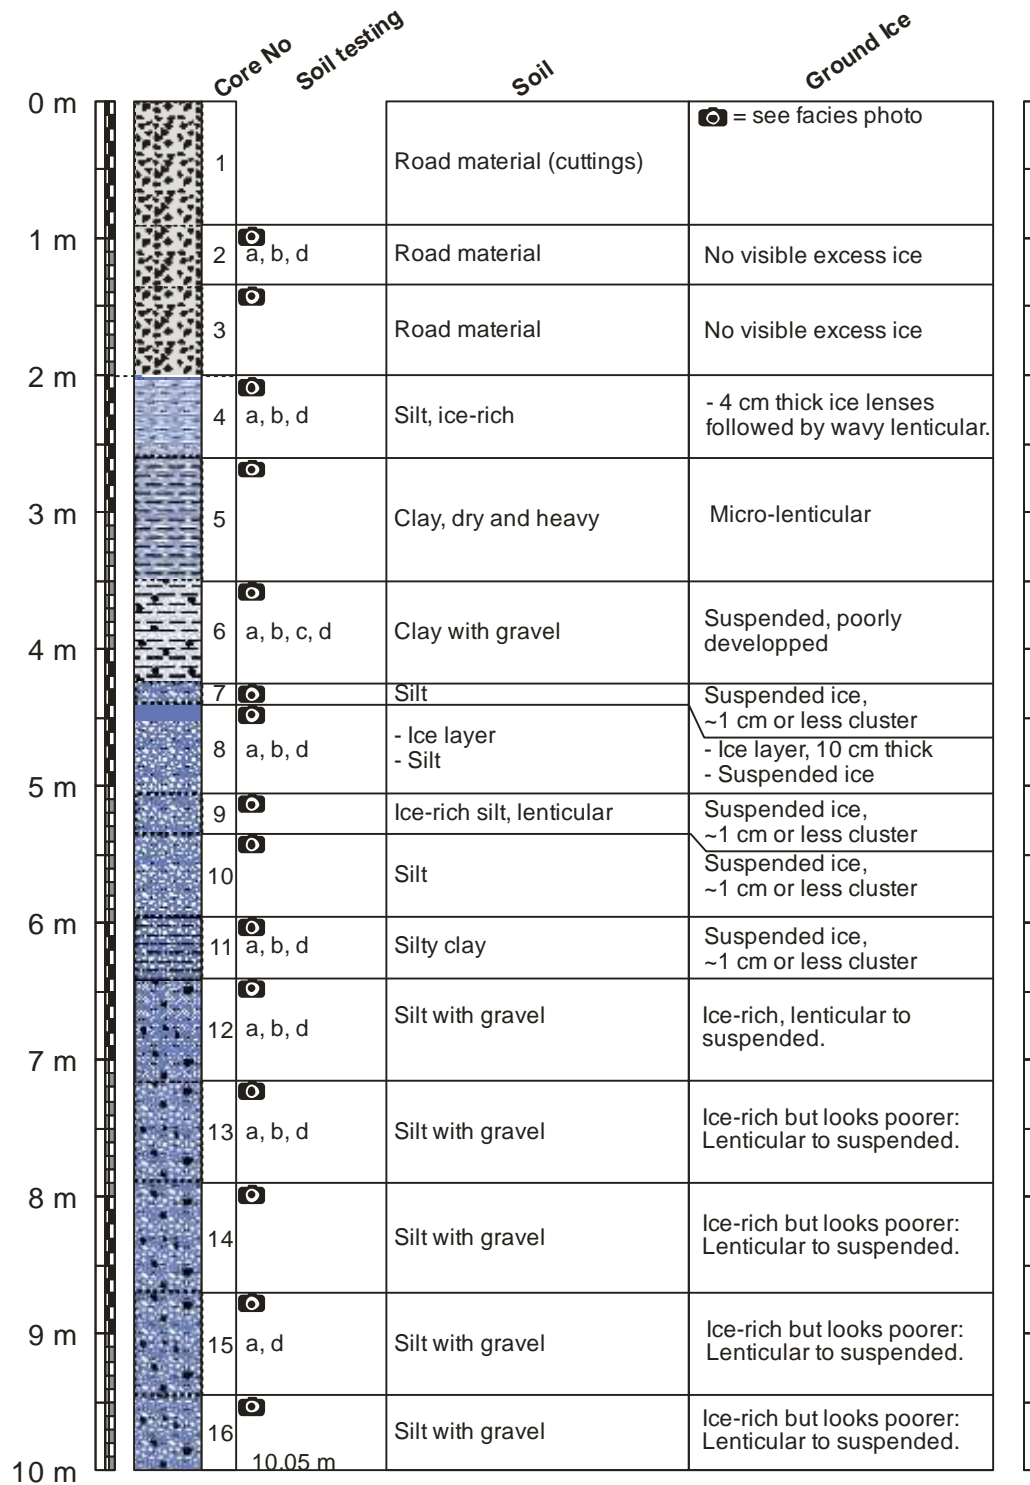 Core No
Soil testing
Soil
Ground Ice
0 m
= see facies photo
1
Road material (cuttings)
1 m
2
a, b, d
Road material
No visible excess ice
3
Road material
No visible excess ice
2 m
4
a, b, d
Silt, ice-rich
- 4 cm thick ice lenses
followed by wavy lenticular.
3 m
5
Clay, dry and heavy
Micro-lenticular
6
a, b, c, d
Clay with gravel
Suspended, poorly
developped
4 m
7
Silt
Suspended ice,
~1 cm or less cluster
8
a, b, d
- Ice layer
- Silt
- Ice layer, 10 cm thick
- Suspended ice
5 m
9
Ice-rich silt, lenticular
Suspended ice,
~1 cm or less cluster
10
Silt
Suspended ice,
~1 cm or less cluster
6 m
11
a, b, d
Silty clay
Suspended ice,
~1 cm or less cluster
12
a, b, d
Silt with gravel
Ice-rich, lenticular to
suspended.
7 m
13
a, b, d
Silt with gravel
Ice-rich but looks poorer:
Lenticular to suspended.
8 m
14
Silt with gravel
Ice-rich but looks poorer:
Lenticular to suspended.
9 m
15
a, d
Silt with gravel
Ice-rich but looks poorer:
Lenticular to suspended.
16
Silt with gravel
Ice-rich but looks poorer:
Lenticular to suspended.
10.05 m
10 m